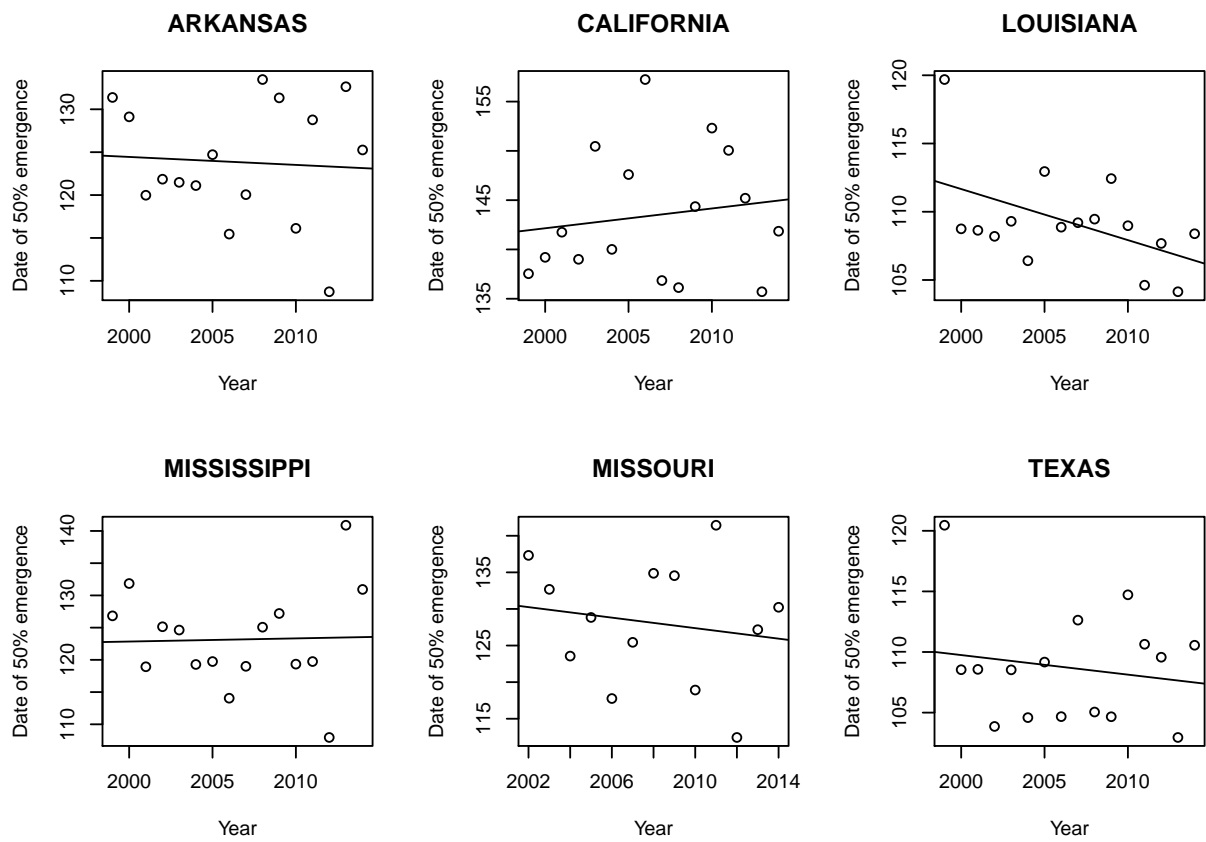 ARKANSAS
Date of 50% emergence
110 120 130
2000 2005 2010
Year
CALIFORNIA
Date of 50% emergence
135 145 155
2000 2005 2010
Year
LOUISIANA
Date of 50% emergence
105 110 115 120
2000 2005 2010
Year
MISSISSIPPI
Date of 50% emergence
110 120 130 140
2000 2005 2010
Year
MISSOURI
Date of 50% emergence
115 125 135
2002 2006 2010 2014
Year
TEXAS
Date of 50% emergence
105 110 115 120
2000 2005 2010
Year